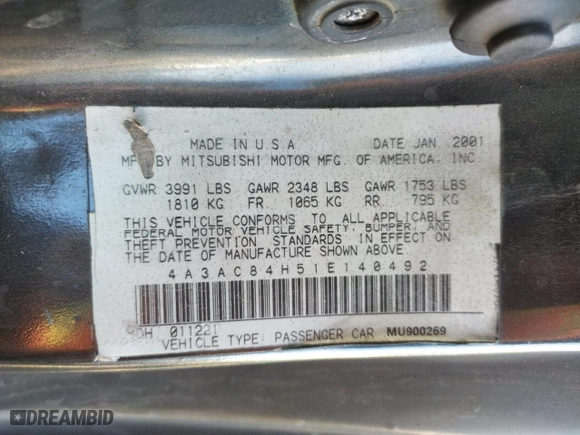 MADE IN U.S.A DATE JAN 2001
BY MITSUBISHI MOTOR MFG. OF AMERICA, INC
GVWR 3991 LBS GAWR 2348 LBS GAWR 1753 LBS
1810 KG FR 1065 KG RR 795 KG
THIS VEHICLE CONFORMS TO ALL APPLICABLE
FEDERAL MOTOR VEHICLE SAFETY, BUMPER, AND
THEFT PREVENTION STANDARDS IN EFFECT ON
THE DATE OF MANUFACTURE SHOWN ABOVE
4A3AC84H51E140492
011221
VEHICLE TYPE: PASSENGER CAR MU900269
DREAMBID